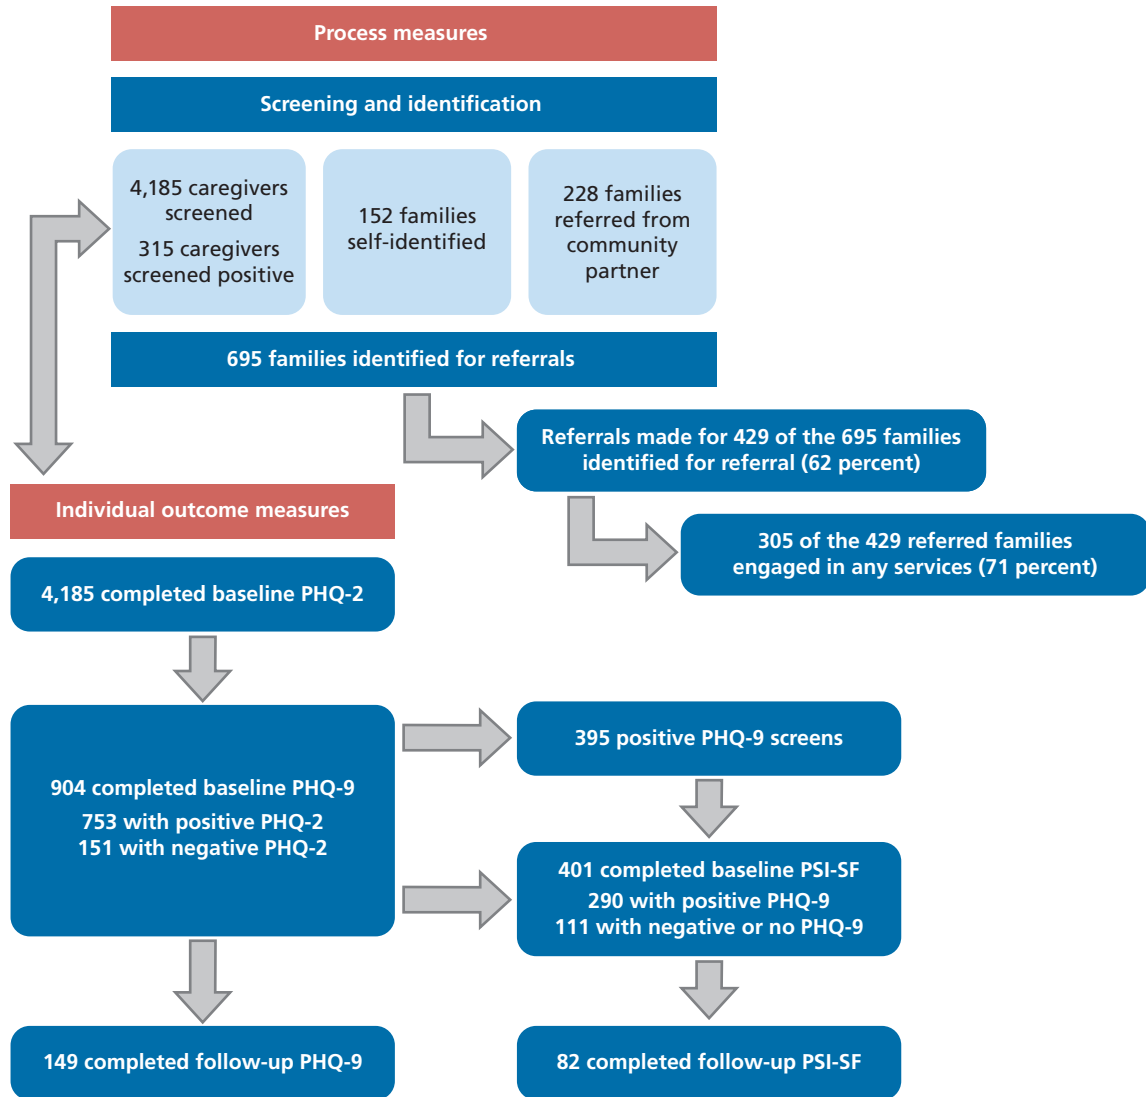 Process measures
Screening and identification
4,185 caregivers
screened
315 caregivers
screened positive
152 families
self-identified
228 families
referred from
community
partner
695 families identified for referrals
Referrals made for 429 of the 695 families
identified for referral (62 percent)
305 of the 429 referred families
engaged in any services (71 percent)
Individual outcome measures
4,185 completed baseline PHQ-2
904 completed baseline PHQ-9
753 with positive PHQ-2
151 with negative PHQ-2
395 positive PHQ-9 screens
401 completed baseline PSI-SF
290 with positive PHQ-9
111 with negative or no PHQ-9
149 completed follow-up PHQ-9
82 completed follow-up PSI-SF